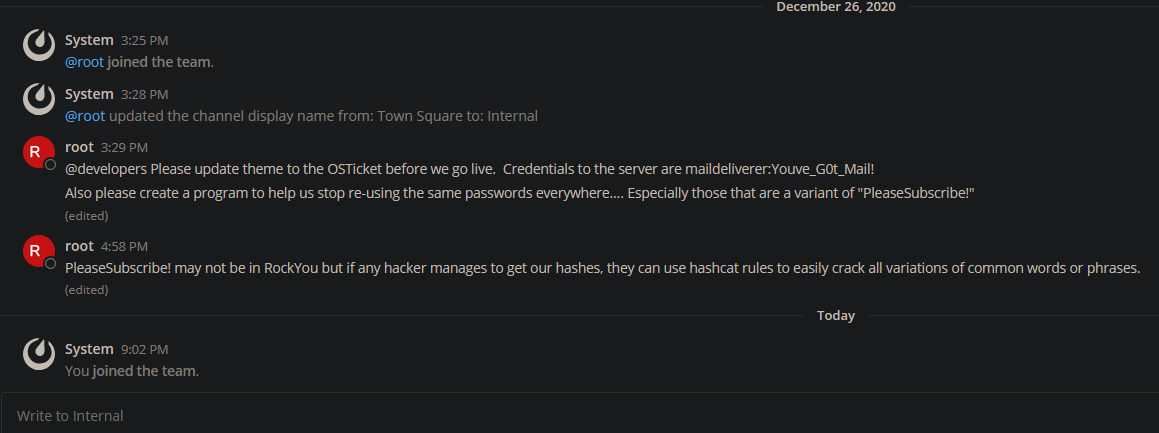 December 26, 2020
System 3:25 PM
@root joined the team.
System 3:28 PM
@root updated the channel display name from: Town Square to: Internal
R
root 3:29 PM
@developers Please update theme to the OSTicket before we go live.  Credentials to the server are maildeliverer:Youve_G0t_Mail!
Also please create a program to help us stop re-using the same passwords everywhere.... Especially those that are a variant of "PleaseSubscribe!"
(edited)
R
root 4:58 PM
PleaseSubscribe! may not be in RockYou but if any hacker manages to get our hashes, they can use hashcat rules to easily crack all variations of common words or phrases.
(edited)
Today
System 9:02 PM
You joined the team.
Write to Internal